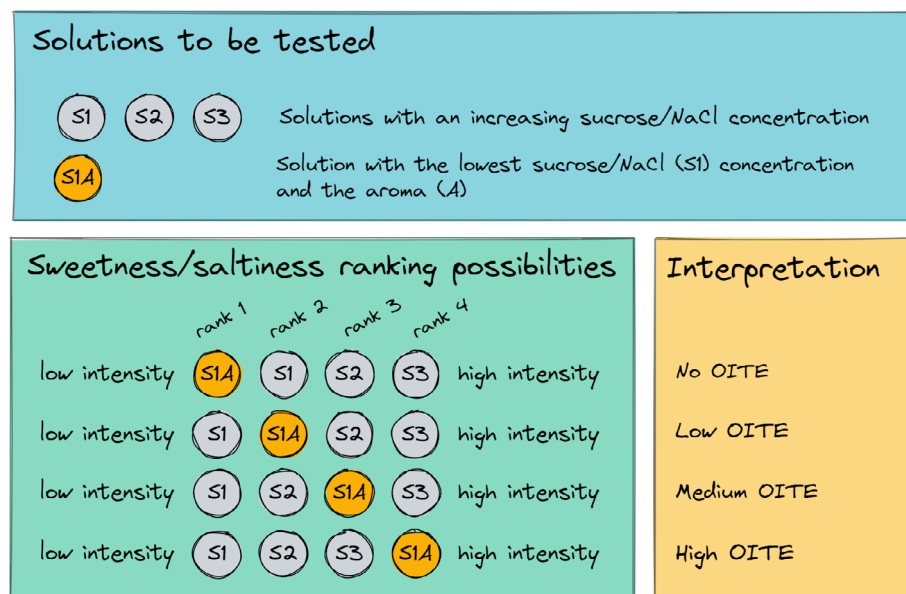 Solutions to be tested
S1 S2 S3 Solutions with an increasing sucrose/NaCl concentration
S1A Solution with the lowest sucrose/NaCl (S1) concentration
and the aroma (A)
Sweetness/saltiness ranking possibilities
rank 1 rank 2 rank 3 rank 4
low intensity S1A S1 S2 S3 high intensity
low intensity S1 S1A S2 S3 high intensity
low intensity S1 S2 S1A S3 high intensity
low intensity S1 S2 S3 S1A high intensity
Interpretation
No OITE
Low OITE
Medium OITE
High OITE